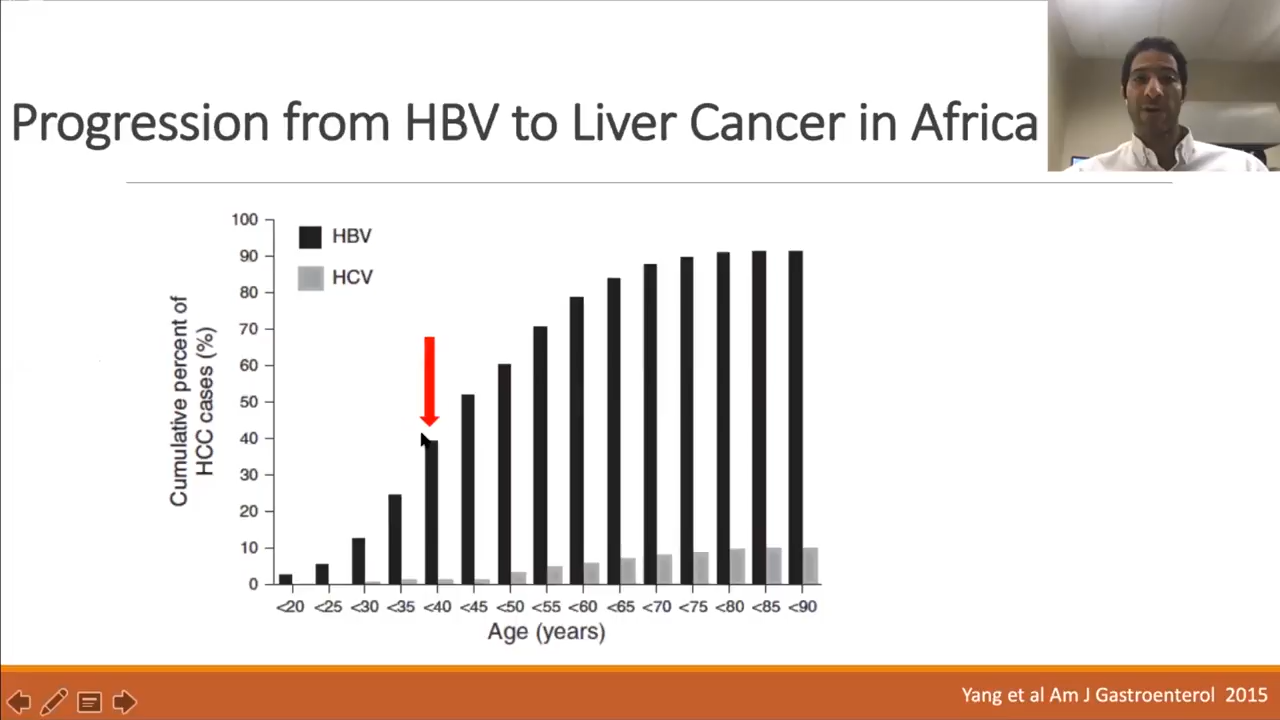 Progression from HBV to Liver Cancer in Africa
HBV
HCV
Cumulative percent of
HCC cases (%)
100
90
80
70
60
50
40
30
20
10
0
<20 <25 <30 <35 <40 <45 <50 <55 <60 <65 <70 <75 <80 <85 <90
Age (years)
Yang et al Am J Gastroenterol 2015